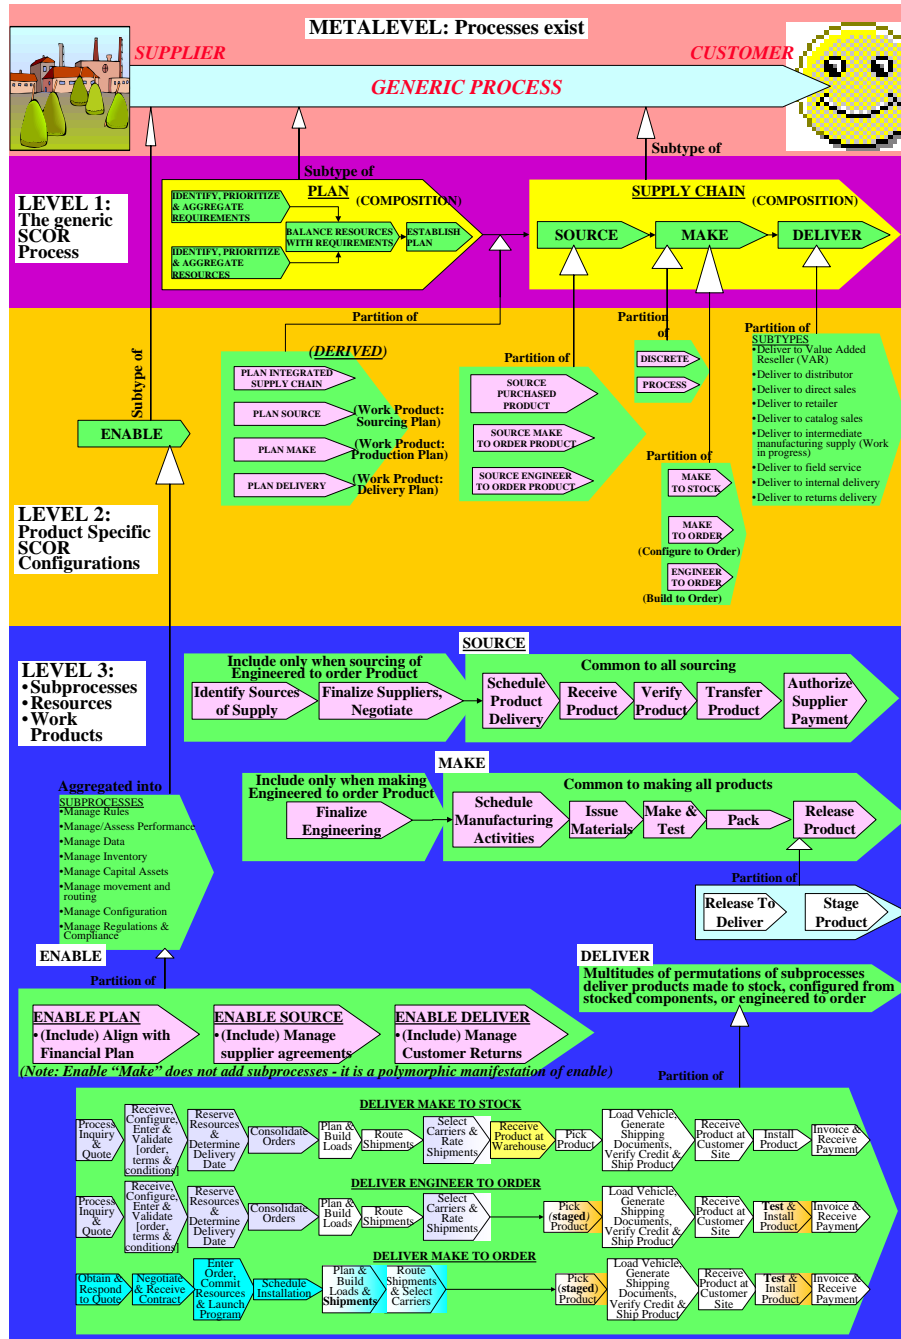 METALEVEL: Processes exist
SUPPLIER
CUSTOMER
GENERIC PROCESS
Subtype of
Subtype of
LEVEL 1:
The generic
SCOR
Process
PLAN
(COMPOSITION)
IDENTIFY, PRIORITIZE
& AGGREGATE
REQUIREMENTS
BALANCE RESOURCES
WITH REQUIREMENTS
ESTABLISH
PLAN
IDENTIFY, PRIORITIZE
& AGGREGATE
RESOURCES
SUPPLY CHAIN
(COMPOSITION)
SOURCE
MAKE
DELIVER
Subtype of
ENABLE
LEVEL 2:
Product Specific
SCOR
Configurations
Partition of
(DERIVED)
PLAN INTEGRATED
SUPPLY CHAIN
PLAN SOURCE
(Work Product:
Sourcing Plan)
PLAN MAKE
(Work Product:
Production Plan)
PLAN DELIVERY
(Work Product:
Delivery Plan)
Partition of
SOURCE
PURCHASED
PRODUCT
SOURCE MAKE
TO ORDER PRODUCT
SOURCE ENGINEER
TO ORDER PRODUCT
Partition
of
DISCRETE
PROCESS
Partition of
MAKE
TO STOCK
MAKE
TO ORDER
(Configure to Order)
ENGINEER
TO ORDER
(Build to Order)
Partition of
SUBTYPES
•Deliver to Value Added
Reseller (VAR)
•Deliver to distributor
•Deliver to direct sales
•Deliver to retailer
•Deliver to catalog sales
•Deliver to intermediate
manufacturing supply (Work
in progress)
•Deliver to field service
•Deliver to internal delivery
•Deliver to returns delivery
LEVEL 3:
•Subprocesses
•Resources
•Work
Products
SOURCE
Include only when sourcing of
Engineered to order Product
Identify Sources
of Supply
Finalize Suppliers,
Negotiate
Common to all sourcing
Schedule
Product
Delivery
Receive
Product
Verify
Product
Transfer
Product
Authorize
Supplier
Payment
MAKE
Include only when making
Engineered to order Product
Finalize
Engineering
Common to making all products
Schedule
Manufacturing
Activities
Issue
Materials
Make &
Test
Pack
Release
Product
Partition of
Release To
Deliver
Stage
Product
Aggregated into
SUBPROCESSES
•Manage Rules
•Manage/Assess Performance
•Manage Data
•Manage Inventory
•Manage Capital Assets
•Manage movement and
routing
•Manage Configuration
•Manage Regulations &
Compliance
ENABLE
Partition of
ENABLE PLAN
•(Include) Align with
Financial Plan
ENABLE SOURCE
•(Include) Manage
supplier agreements
ENABLE DELIVER
•(Include) Manage
Customer Returns
(Note: Enable “Make” does not add subprocesses - it is a polymorphic manifestation of enable)
DELIVER
Multitudes of permutations of subprocesses
deliver products made to stock, configured from
stocked components, or engineered to order
Partition of
DELIVER MAKE TO STOCK
Process
Inquiry
&
Quote
Receive,
Configure,
Enter &
Validate
[order,
terms &
conditions]
Reserve
Resources
&
Determine
Delivery
Date
Consolidate
Orders
Plan &
Build
Loads
Route
Shipments
Select
Carriers &
Rate
Shipments
Receive
Product at
Warehouse
Pick
Product
Load Vehicle,
Generate
Shipping
Documents,
Verify Credit &
Ship Product
Receive
Product at
Customer
Site
Install
Product
Invoice &
Receive
Payment
DELIVER ENGINEER TO ORDER
Process
Inquiry
&
Quote
Receive,
Configure,
Enter &
Validate
[order,
terms &
conditions]
Reserve
Resources
&
Determine
Delivery
Date
Consolidate
Orders
Plan &
Build
Loads
Route
Shipments
Select
Carriers &
Rate
Shipments
Pick
(staged)
Product
Load Vehicle,
Generate
Shipping
Documents,
Verify Credit &
Ship Product
Receive
Product at
Customer
Site
Test &
Install
Product
Invoice &
Receive
Payment
DELIVER MAKE TO ORDER
Obtain &
Respond
to Quote
Negotiate
& Receive
Contract
Enter
Order,
Commit
Resources
& Launch
Program
Schedule
Installation
Plan &
Build
Loads &
Shipments
Route
Shipments
& Select
Carriers
Pick
(staged)
Product
Load Vehicle,
Generate
Shipping
Documents,
Verify Credit &
Ship Product
Receive
Product at
Customer
Site
Test &
Install
Product
Invoice &
Receive
Payment